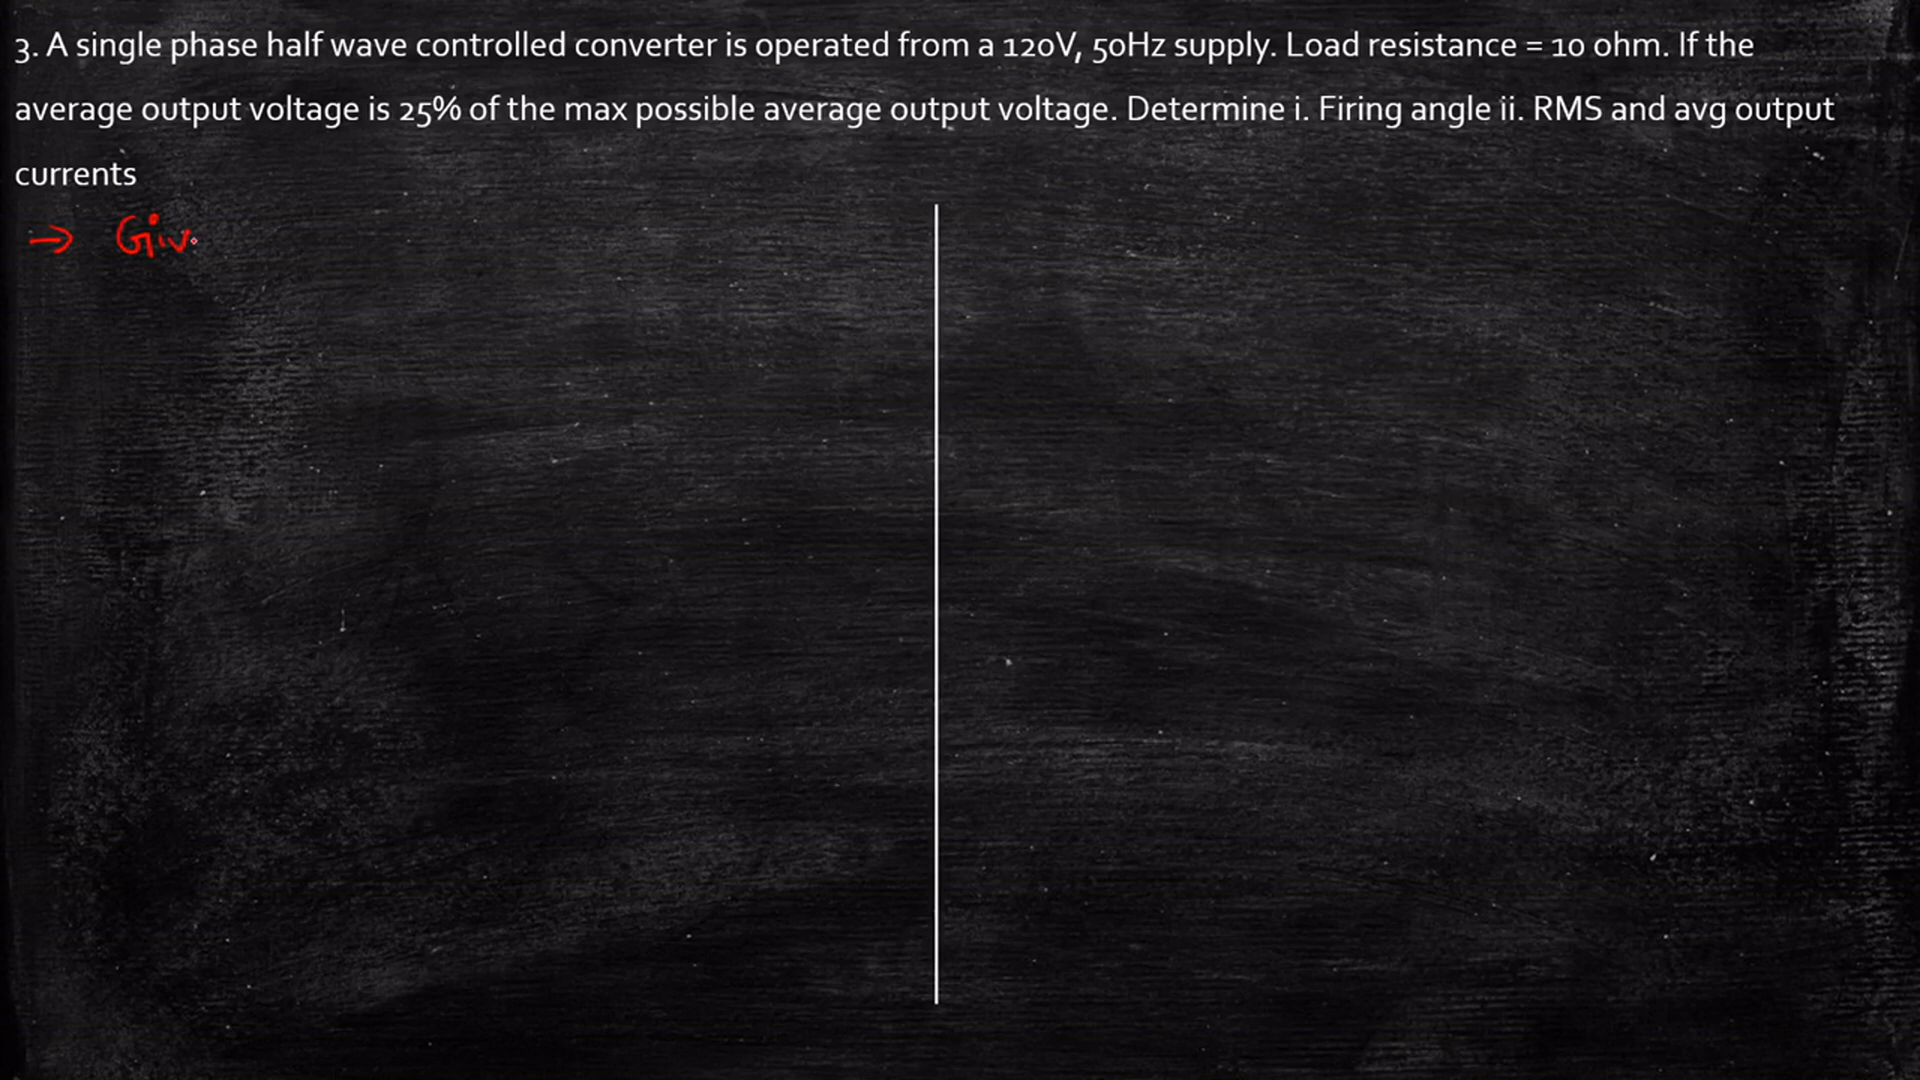 3. A single phase half wave controlled converter is operated from a 120V, 50Hz supply. Load resistance = 10 ohm. If the
average output voltage is 25% of the max possible average output voltage. Determine i. Firing angle ii. RMS and avg output
currents
→ Giv